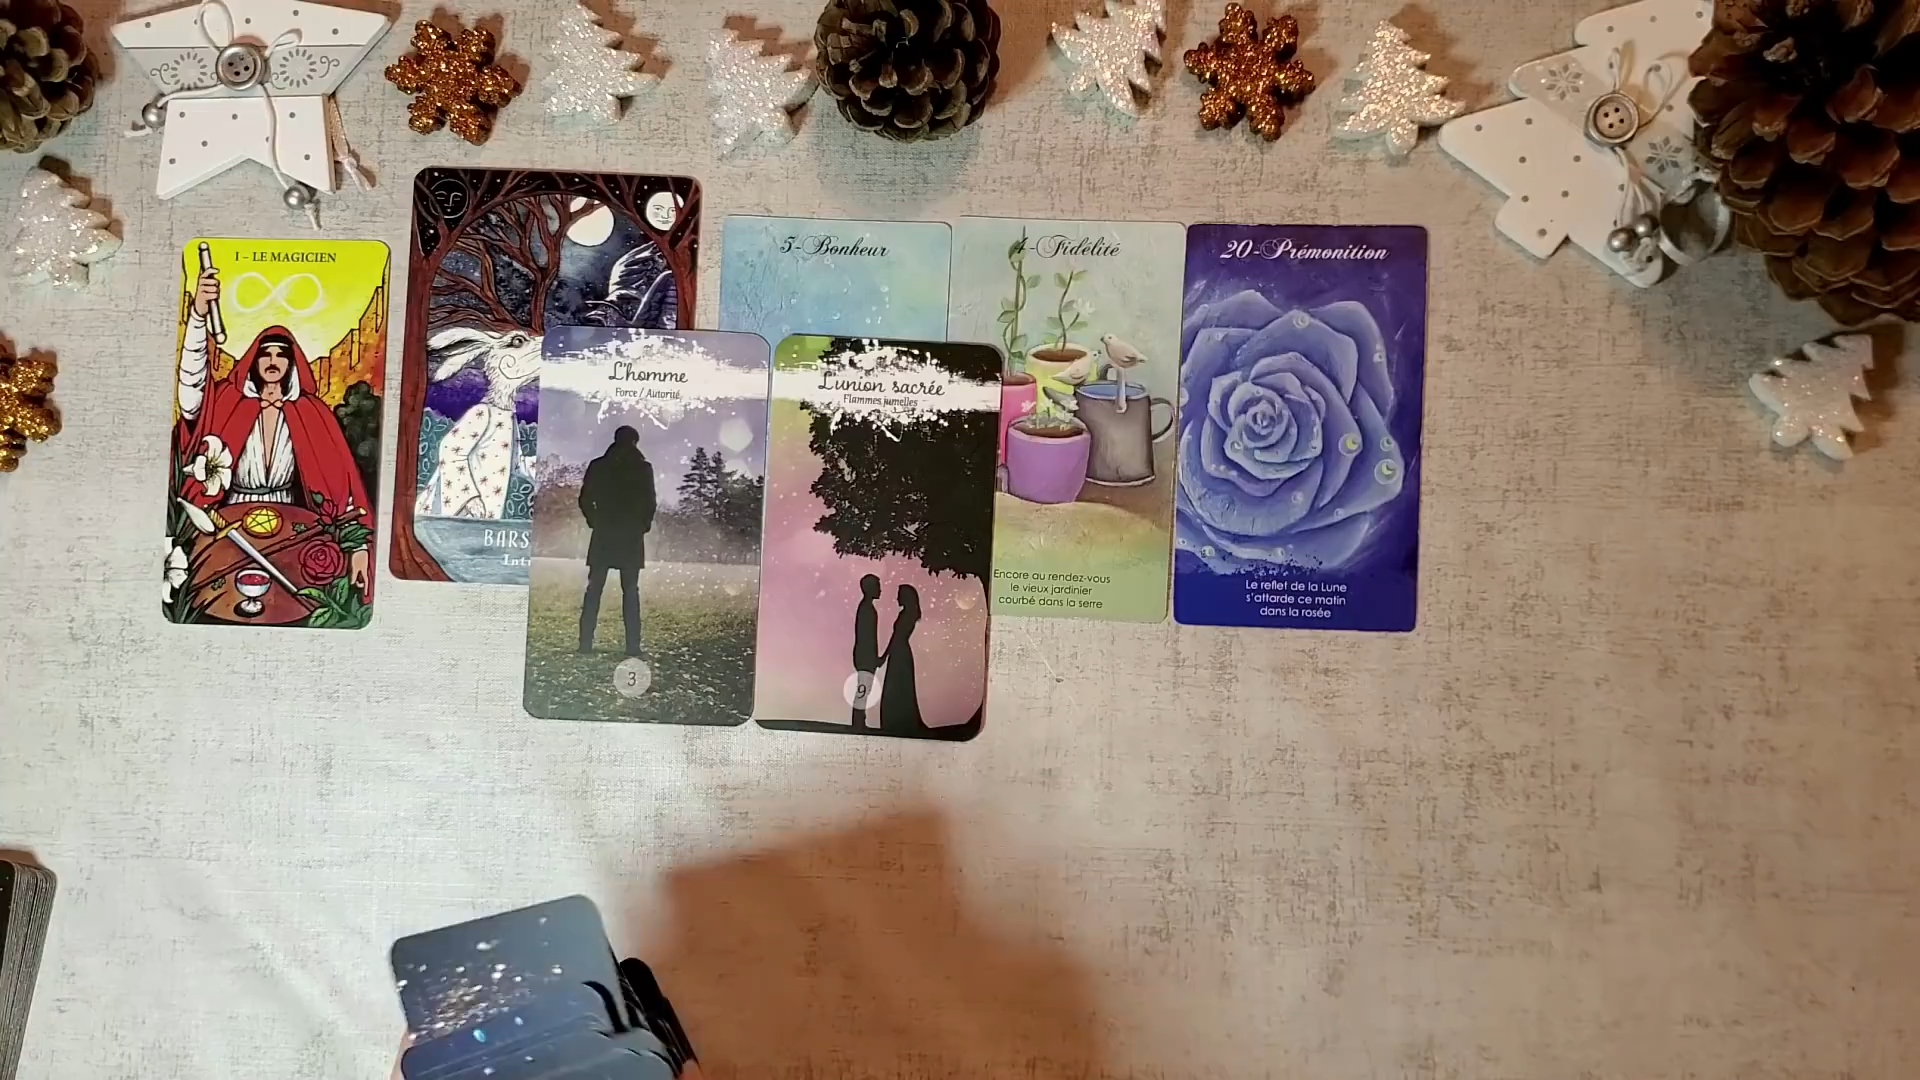 I - LE MAGICIEN
BARS
Int
5-Bonheur
4-Fidélité
Encore au rendez-vous
le vieux jardinier
courbé dans la serre
20-Prémonition
Le reflet de la Lune
s'attarde ce matin
dans la rosée
L'homme
Force / Autorité
3
L'union sacrée
Flammes jumelles
9